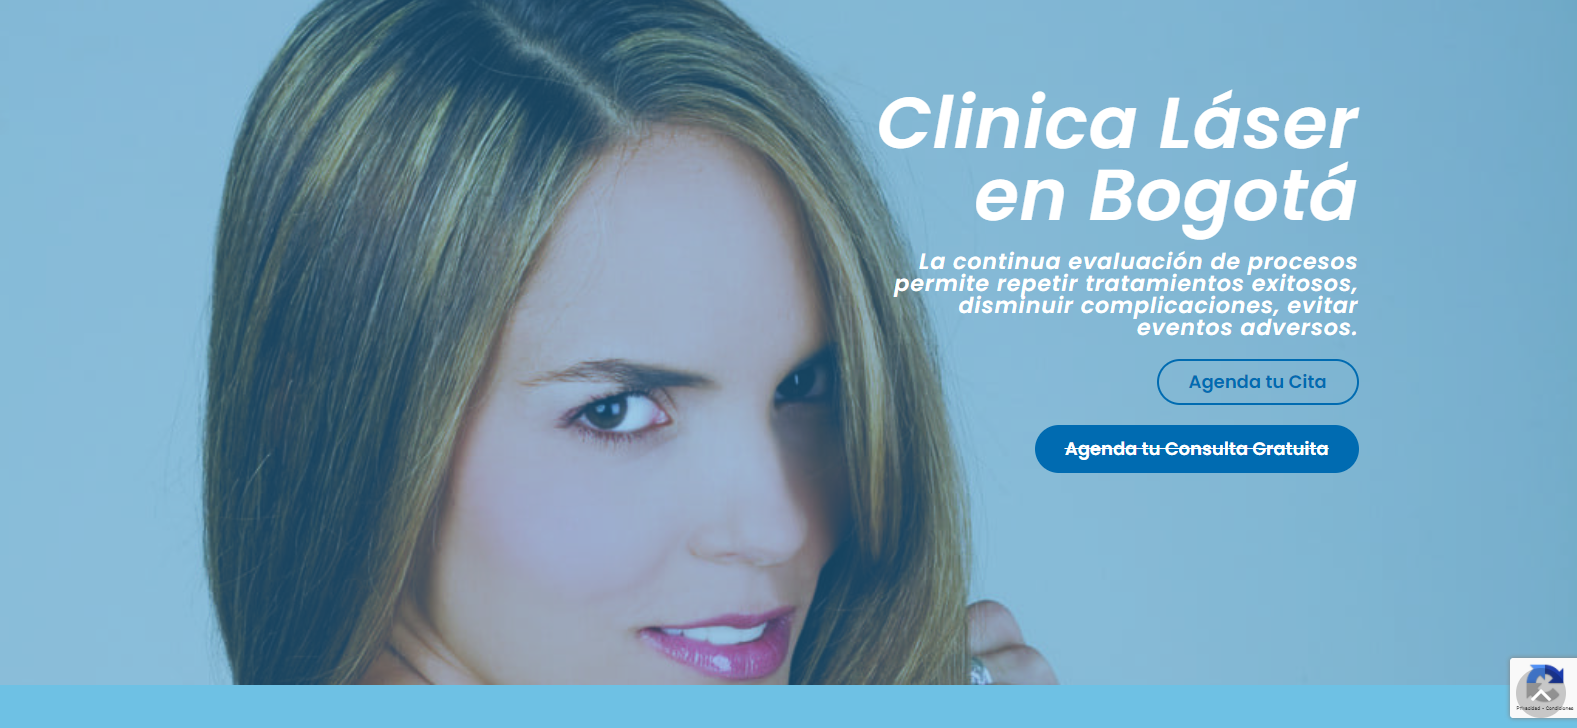 Clinica Láser
en Bogotá
La continua evaluación de procesos
permite repetir tratamientos exitosos,
disminuir complicaciones, evitar
eventos adversos.
Agenda tu Cita
Agenda tu Consulta Gratuita
Privacidad - Condiciones